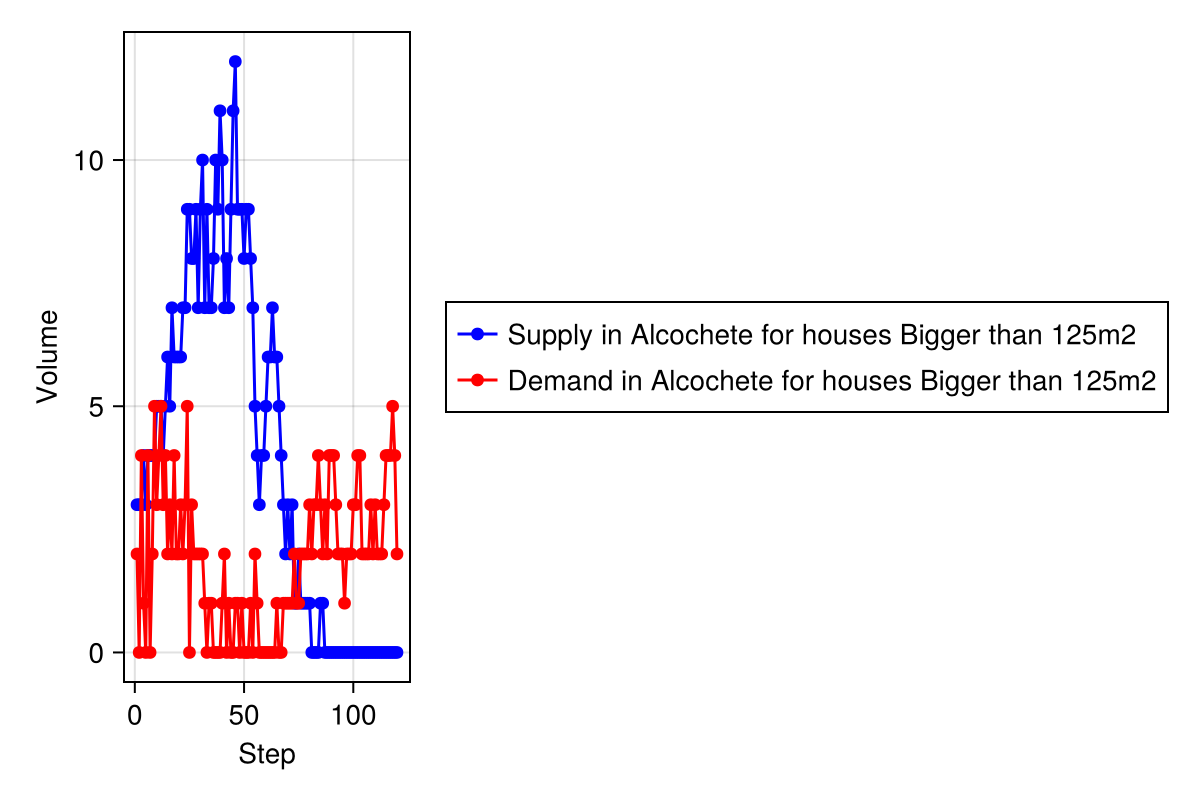 Volume
10
5
0
0 50 100
Step
Supply in Alcochete for houses Bigger than 125m2
Demand in Alcochete for houses Bigger than 125m2